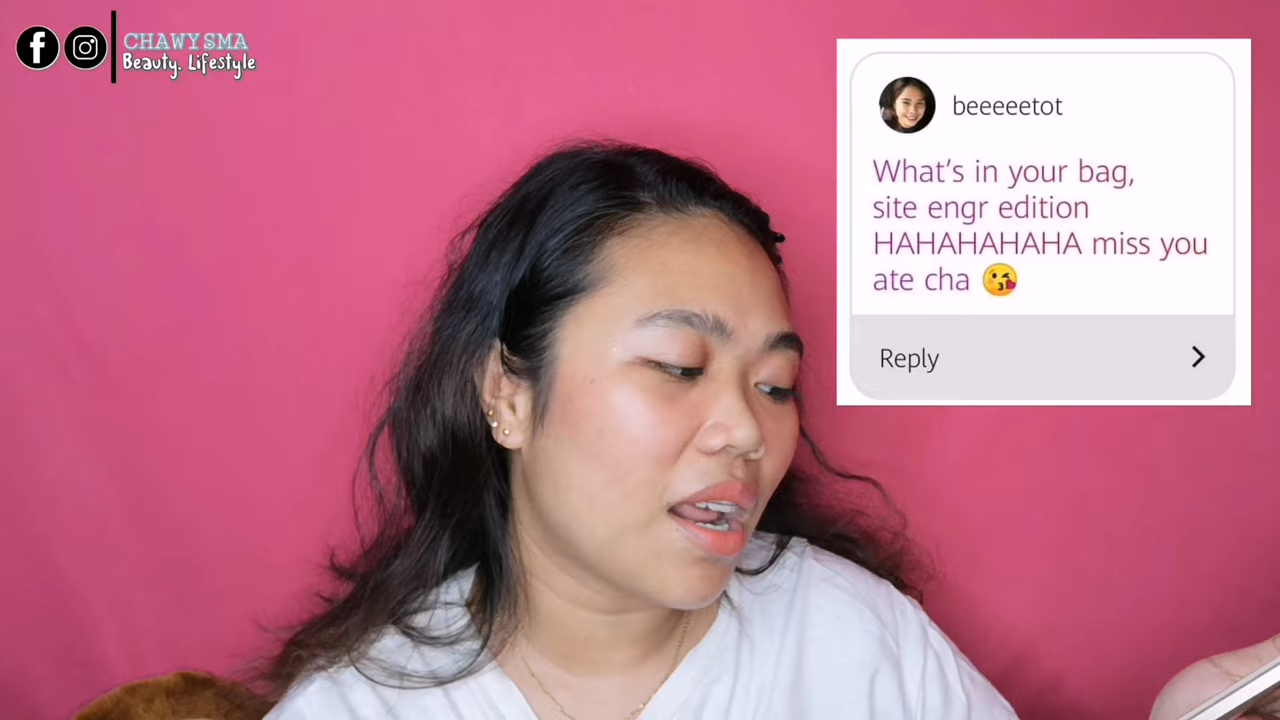 CHAWY SMA
Beauty. Lifestyle
beeeeetot
What's in your bag,
site engr edition
HAHAHAHAHA miss you
ate cha 😘
Reply